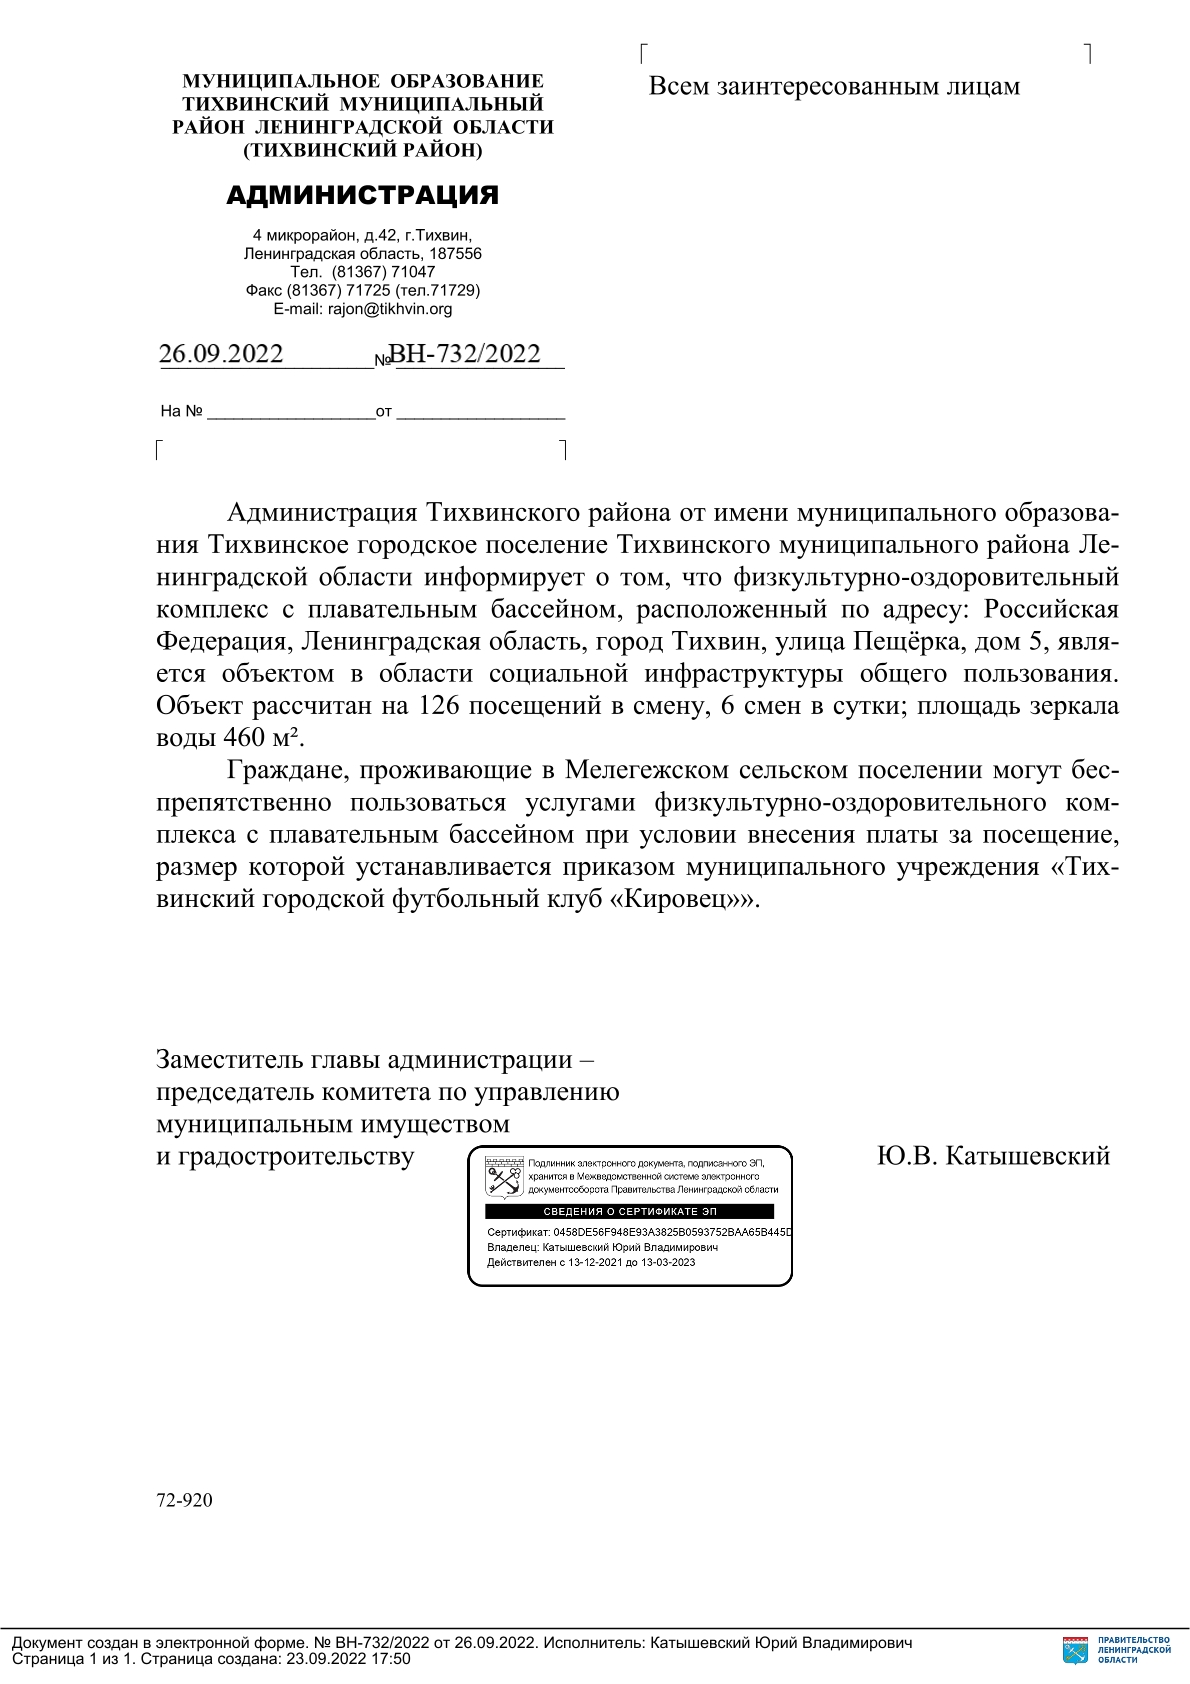 МУНИЦИПАЛЬНОЕ ОБРАЗОВАНИЕ
ТИХВИНСКИЙ МУНИЦИПАЛЬНЫЙ
РАЙОН ЛЕНИНГРАДСКОЙ ОБЛАСТИ
(ТИХВИНСКИЙ РАЙОН)
АДМИНИСТРАЦИЯ
4 микрорайон, д.42, г.Тихвин,
Ленинградская область, 187556
Тел. (81367) 71047
Факс (81367) 71725 (тел.71729)
E-mail: rajon@tikhvin.org
26.09.2022 № ВН-732/2022
На № ___________________от ___________________
Всем заинтересованным лицам
Администрация Тихвинского района от имени муниципального образова-
ния Тихвинское городское поселение Тихвинского муниципального района Ле-
нинградской области информирует о том, что физкультурно-оздоровительный
комплекс с плавательным бассейном, расположенный по адресу: Российская
Федерация, Ленинградская область, город Тихвин, улица Пещёрка, дом 5, явля-
ется объектом в области социальной инфраструктуры общего пользования.
Объект рассчитан на 126 посещений в смену, 6 смен в сутки; площадь зеркала
воды 460 м².
Граждане, проживающие в Мелегежском сельском поселении могут бес-
препятственно пользоваться услугами физкультурно-оздоровительного ком-
плекса с плавательным бассейном при условии внесения платы за посещение,
размер которой устанавливается приказом муниципального учреждения «Тих-
винский городской футбольный клуб «Кировец»».
Заместитель главы администрации –
председатель комитета по управлению
муниципальным имуществом
и градостроительству Ю.В. Катышевский
Подлинник электронного документа, подписанного ЭП,
хранится в Межведомственной системе электронного
документооборота Правительства Ленинградской области
СВЕДЕНИЯ О СЕРТИФИКАТЕ ЭП
Сертификат: 0458DE56F948E93A3825B0593752BAA65B445D
Владелец: Катышевский Юрий Владимирович
Действителен с 13-12-2021 до 13-03-2023
72-920
Документ создан в электронной форме. № ВН-732/2022 от 26.09.2022. Исполнитель: Катышевский Юрий Владимирович
Страница 1 из 1. Страница создана: 23.09.2022 17:50
ПРАВИТЕЛЬСТВО
ЛЕНИНГРАДСКОЙ
ОБЛАСТИ